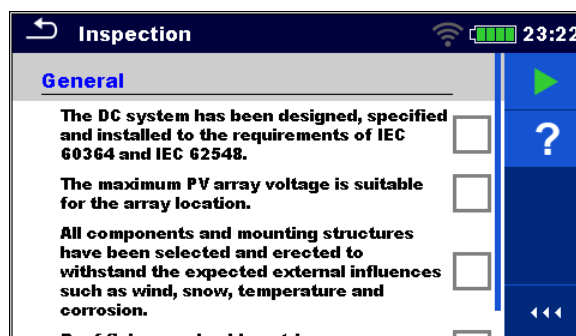 Inspection 23:22
General
The DC system has been designed, specified
and installed to the requirements of IEC
60364 and IEC 62548.
?
The maximum PV array voltage is suitable
for the array location.
All components and mounting structures
have been selected and erected to
withstand the expected external influences
such as wind, snow, temperature and
corrosion.